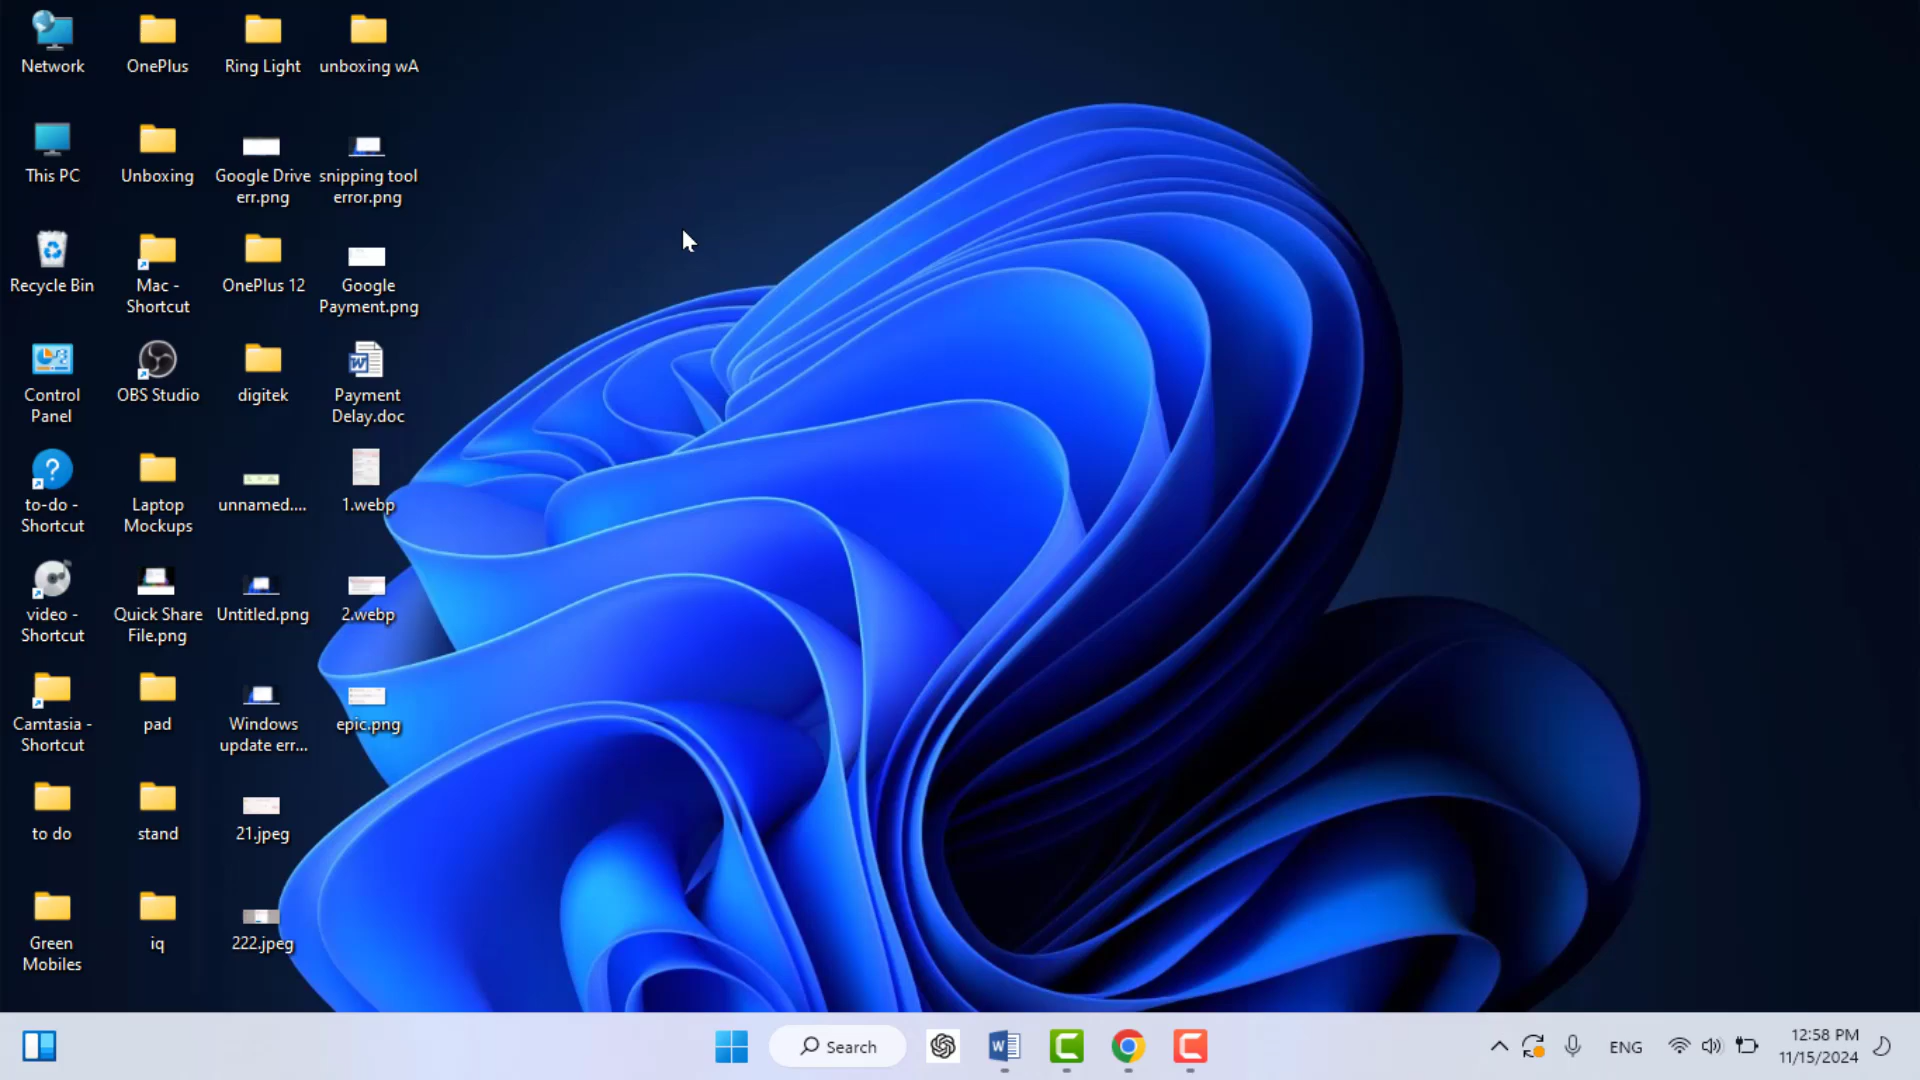 Network
OnePlus
Ring Light
unboxing wA
This PC
Unboxing
Google Drive
err.png
snipping tool
error.png
Recycle Bin
Mac -
Shortcut
OnePlus 12
Google
Payment.png
Control
Panel
OBS Studio
digitek
Payment
Delay.doc
to-do -
Shortcut
Laptop
Mockups
unnamed....
1.webp
video -
Shortcut
Quick Share
File.png
Untitled.png
2.webp
Camtasia -
Shortcut
pad
Windows
update err...
epic.png
to do
stand
21.jpeg
Green
Mobiles
iq
222.jpeg
Search
ENG
12:58 PM
11/15/2024